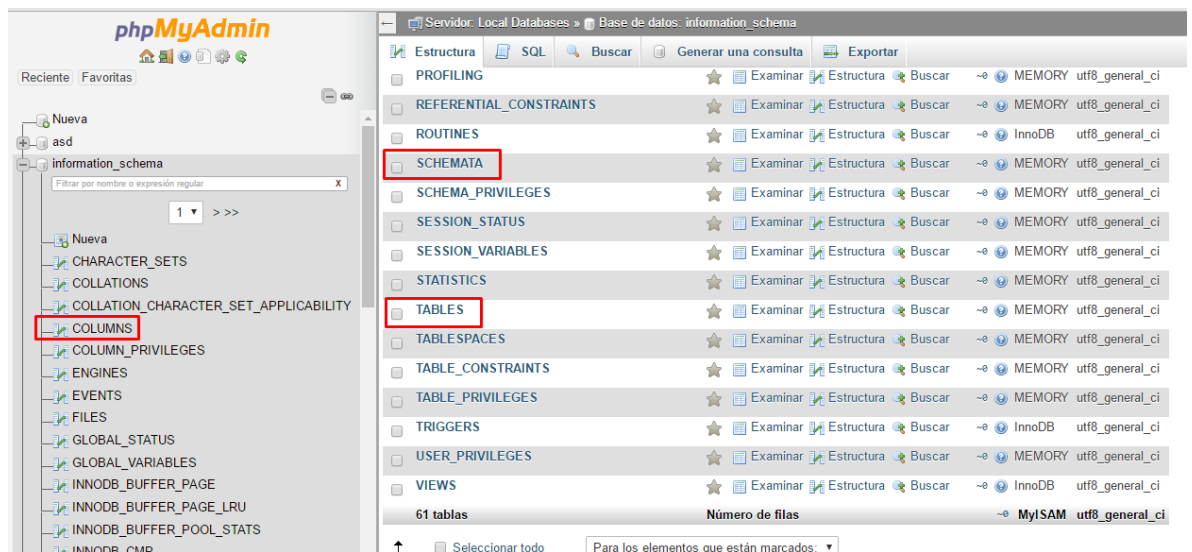 phpMyAdmin
Reciente Favoritas
Nueva
asd
information_schema
Filtrar por nombre o expresión regular X
1 > >>
Nueva
CHARACTER_SETS
COLLATIONS
COLLATION_CHARACTER_SET_APPLICABILITY
COLUMNS
COLUMN_PRIVILEGES
ENGINES
EVENTS
FILES
GLOBAL_STATUS
GLOBAL_VARIABLES
INNODB_BUFFER_PAGE
INNODB_BUFFER_PAGE_LRU
INNODB_BUFFER_POOL_STATS
INNODB_CMP
Servidor: Local Databases » Base de datos: information_schema
Estructura SQL Buscar Generar una consulta Exportar
PROFILING Examinar Estructura Buscar ~0 MEMORY utf8_general_ci
REFERENTIAL_CONSTRAINTS Examinar Estructura Buscar ~0 MEMORY utf8_general_ci
ROUTINES Examinar Estructura Buscar ~0 InnoDB utf8_general_ci
SCHEMATA Examinar Estructura Buscar ~0 MEMORY utf8_general_ci
SCHEMA_PRIVILEGES Examinar Estructura Buscar ~0 MEMORY utf8_general_ci
SESSION_STATUS Examinar Estructura Buscar ~0 MEMORY utf8_general_ci
SESSION_VARIABLES Examinar Estructura Buscar ~0 MEMORY utf8_general_ci
STATISTICS Examinar Estructura Buscar ~0 MEMORY utf8_general_ci
TABLES Examinar Estructura Buscar ~0 MEMORY utf8_general_ci
TABLESPACES Examinar Estructura Buscar ~0 MEMORY utf8_general_ci
TABLE_CONSTRAINTS Examinar Estructura Buscar ~0 MEMORY utf8_general_ci
TABLE_PRIVILEGES Examinar Estructura Buscar ~0 MEMORY utf8_general_ci
TRIGGERS Examinar Estructura Buscar ~0 InnoDB utf8_general_ci
USER_PRIVILEGES Examinar Estructura Buscar ~0 MEMORY utf8_general_ci
VIEWS Examinar Estructura Buscar ~0 InnoDB utf8_general_ci
61 tablas Número de filas ~0 MyISAM utf8_general_ci
Seleccionar todo Para los elementos que están marcados: